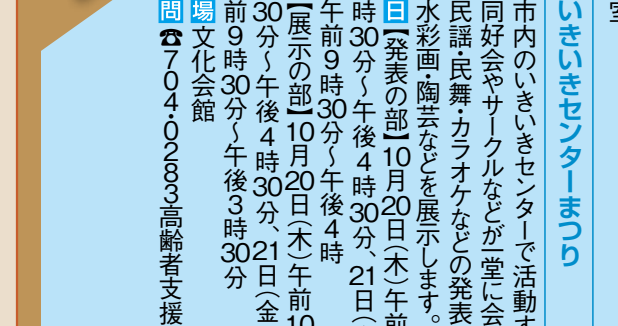 いきいきセンターまつり
市内のいきいきセンターで活動
同好会やサークルなどが一堂に会
民謡・民舞・カラオケなどの発表
水彩画・陶芸などを展示します。
日【発表の部】10月20日(木)午前
時30分～午後4時30分、21日(
午前9時30分～午後4時
【展示の部】10月20日(木)午前10
30分～午後4時30分、21日(金
前9時30分～午後3時30分
場文化会館
問☎704・0283高齢者支援